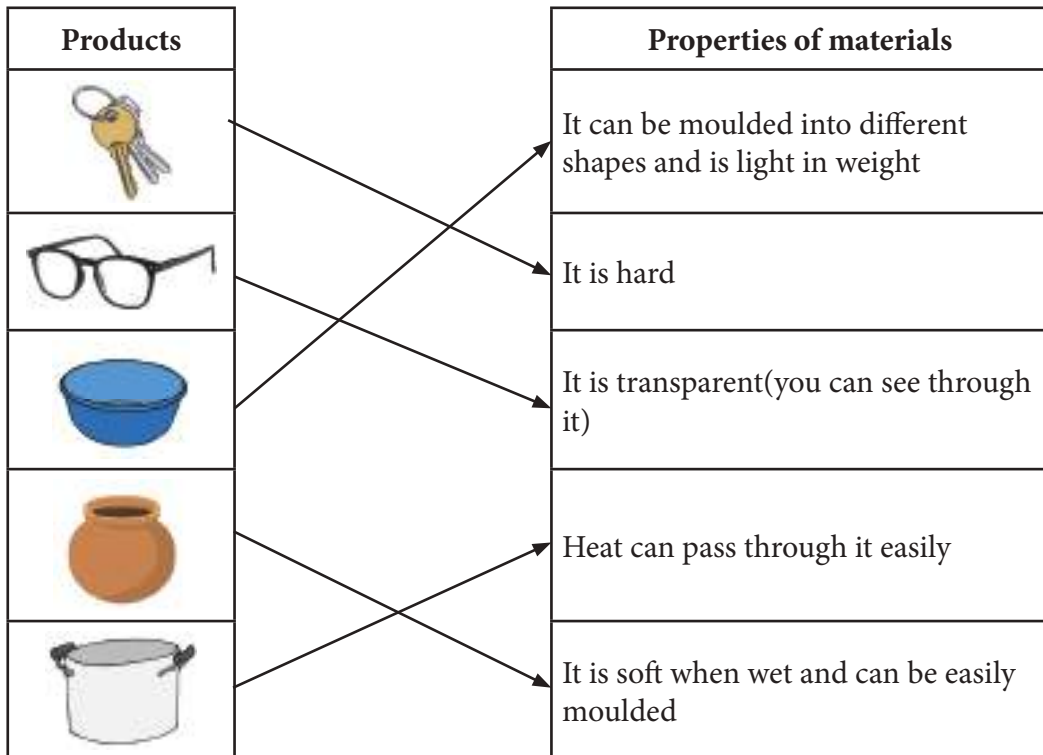 Products
Properties of materials
It can be moulded into different
shapes and is light in weight
It is hard
It is transparent(you can see through
it)
Heat can pass through it easily
It is soft when wet and can be easily
moulded